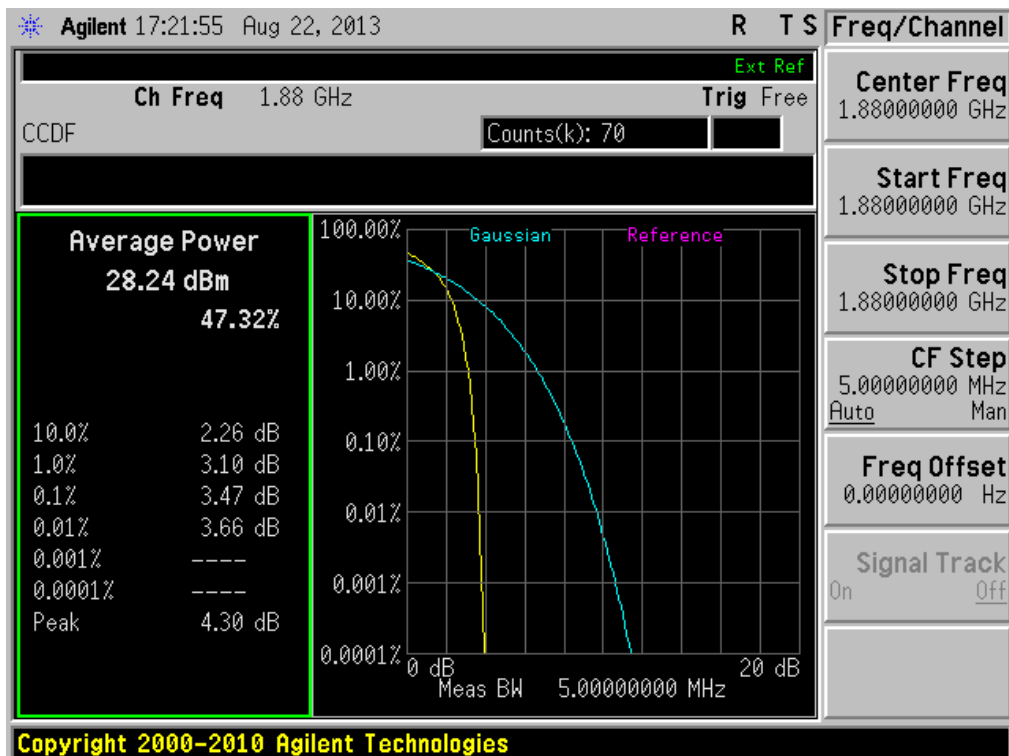 Agilent 17:21:55 Aug 22, 2013 R T S
Freq/Channel
Ext Ref
Ch Freq 1.88 GHz Trig Free
CCDF Counts(k): 70
Average Power
28.24 dBm
47.32%
10.0% 2.26 dB
1.0% 3.10 dB
0.1% 3.47 dB
0.01% 3.66 dB
0.001% ----
0.0001% ----
Peak 4.30 dB
Gaussian Reference
100.00%
10.00%
1.00%
0.10%
0.01%
0.001%
0.0001%
0 dB 20 dB
Meas BW 5.00000000 MHz
Center Freq
1.88000000 GHz
Start Freq
1.88000000 GHz
Stop Freq
1.88000000 GHz
CF Step
5.00000000 MHz
Auto Man
Freq Offset
0.00000000 Hz
Signal Track
On Off
Copyright 2000-2010 Agilent Technologies